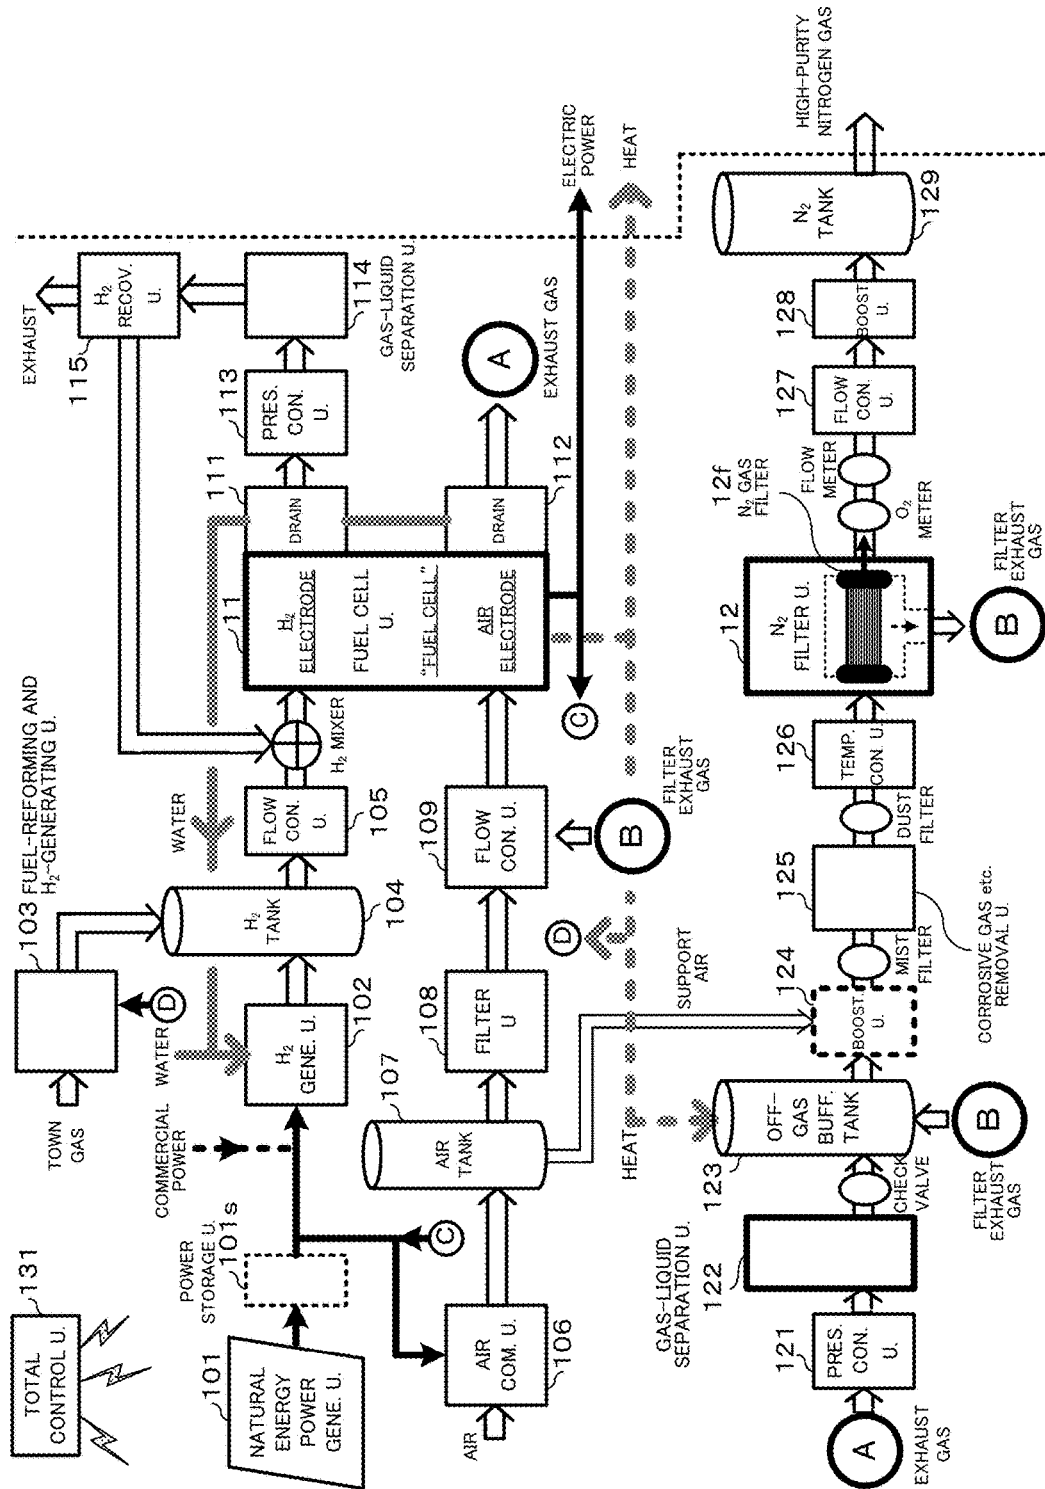 131
TOTAL
CONTROL U.
TOWN
GAS
103 FUEL-REFORMING AND
H₂-GENERATING U.
D
EXHAUST
115
H₂
RECOV.
U.
COMMERCIAL
POWER
WATER
WATER
101
NATURAL
ENERGY
POWER
GENE. U.
POWER
STORAGE U.
101s
H₂
GENE. U.
102
H₂
TANK
104
FLOW
CON.
U.
105
H₂ MIXER
11
H₂
ELECTRODE
FUEL CELL
U.
"FUEL CELL"
AIR
ELECTRODE
111
DRAIN
113
PRES.
CON.
U.
114
GAS-LIQUID
SEPARATION U.
DRAIN
112
A
EXHAUST GAS
C
C
AIR
AIR
COM. U.
106
107
AIR
TANK
108
FILTER
U
109
FLOW
CON. U.
B
FILTER
EXHAUST
GAS
D
ELECTRIC
POWER
HEAT
HEAT
SUPPORT
AIR
A
EXHAUST
GAS
121
PRES.
CON.
U.
GAS-LIQUID
SEPARATION U.
122
CHECK
VALVE
123
OFF-
GAS
BUFF.
TANK
B
FILTER
EXHAUST
GAS
124
BOOST.
U.
MIST
FILTER
125
CORROSIVE GAS etc.
REMOVAL U.
DUST
FILTER
126
TEMP.
CON. U.
12
N₂
FILTER U.
12f
N₂ GAS
FILTER
B
FILTER
EXHAUST
GAS
O₂
METER
FLOW
METER
127
FLOW
CON.
U.
128
BOOST
U.
N₂
TANK
129
HIGH-PURITY
NITROGEN GAS